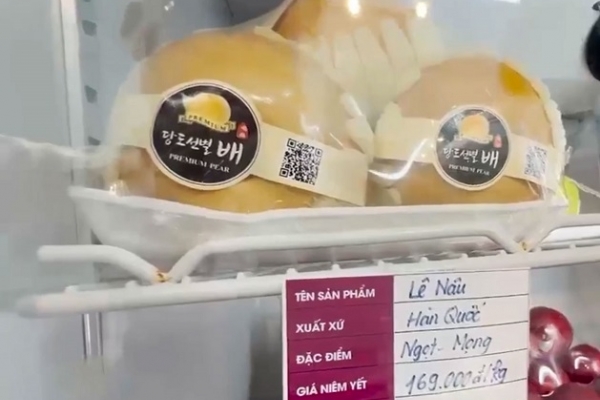 PREMIUM
당도선별 배
PREMIUM PEAR
당도선별 배
PREMIUM PEAR
TÊN SẢN PHẨM Lê Nâu
XUẤT XỨ Hàn Quốc
ĐẶC ĐIỂM Ngọt - Mọng
GIÁ NIÊM YẾT 169.000đ/kg